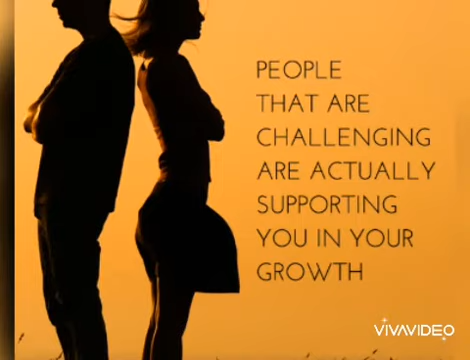 PEOPLE
THAT ARE
CHALLENGING
ARE ACTUALLY
SUPPORTING
YOU IN YOUR
GROWTH
VIVAVIDEO